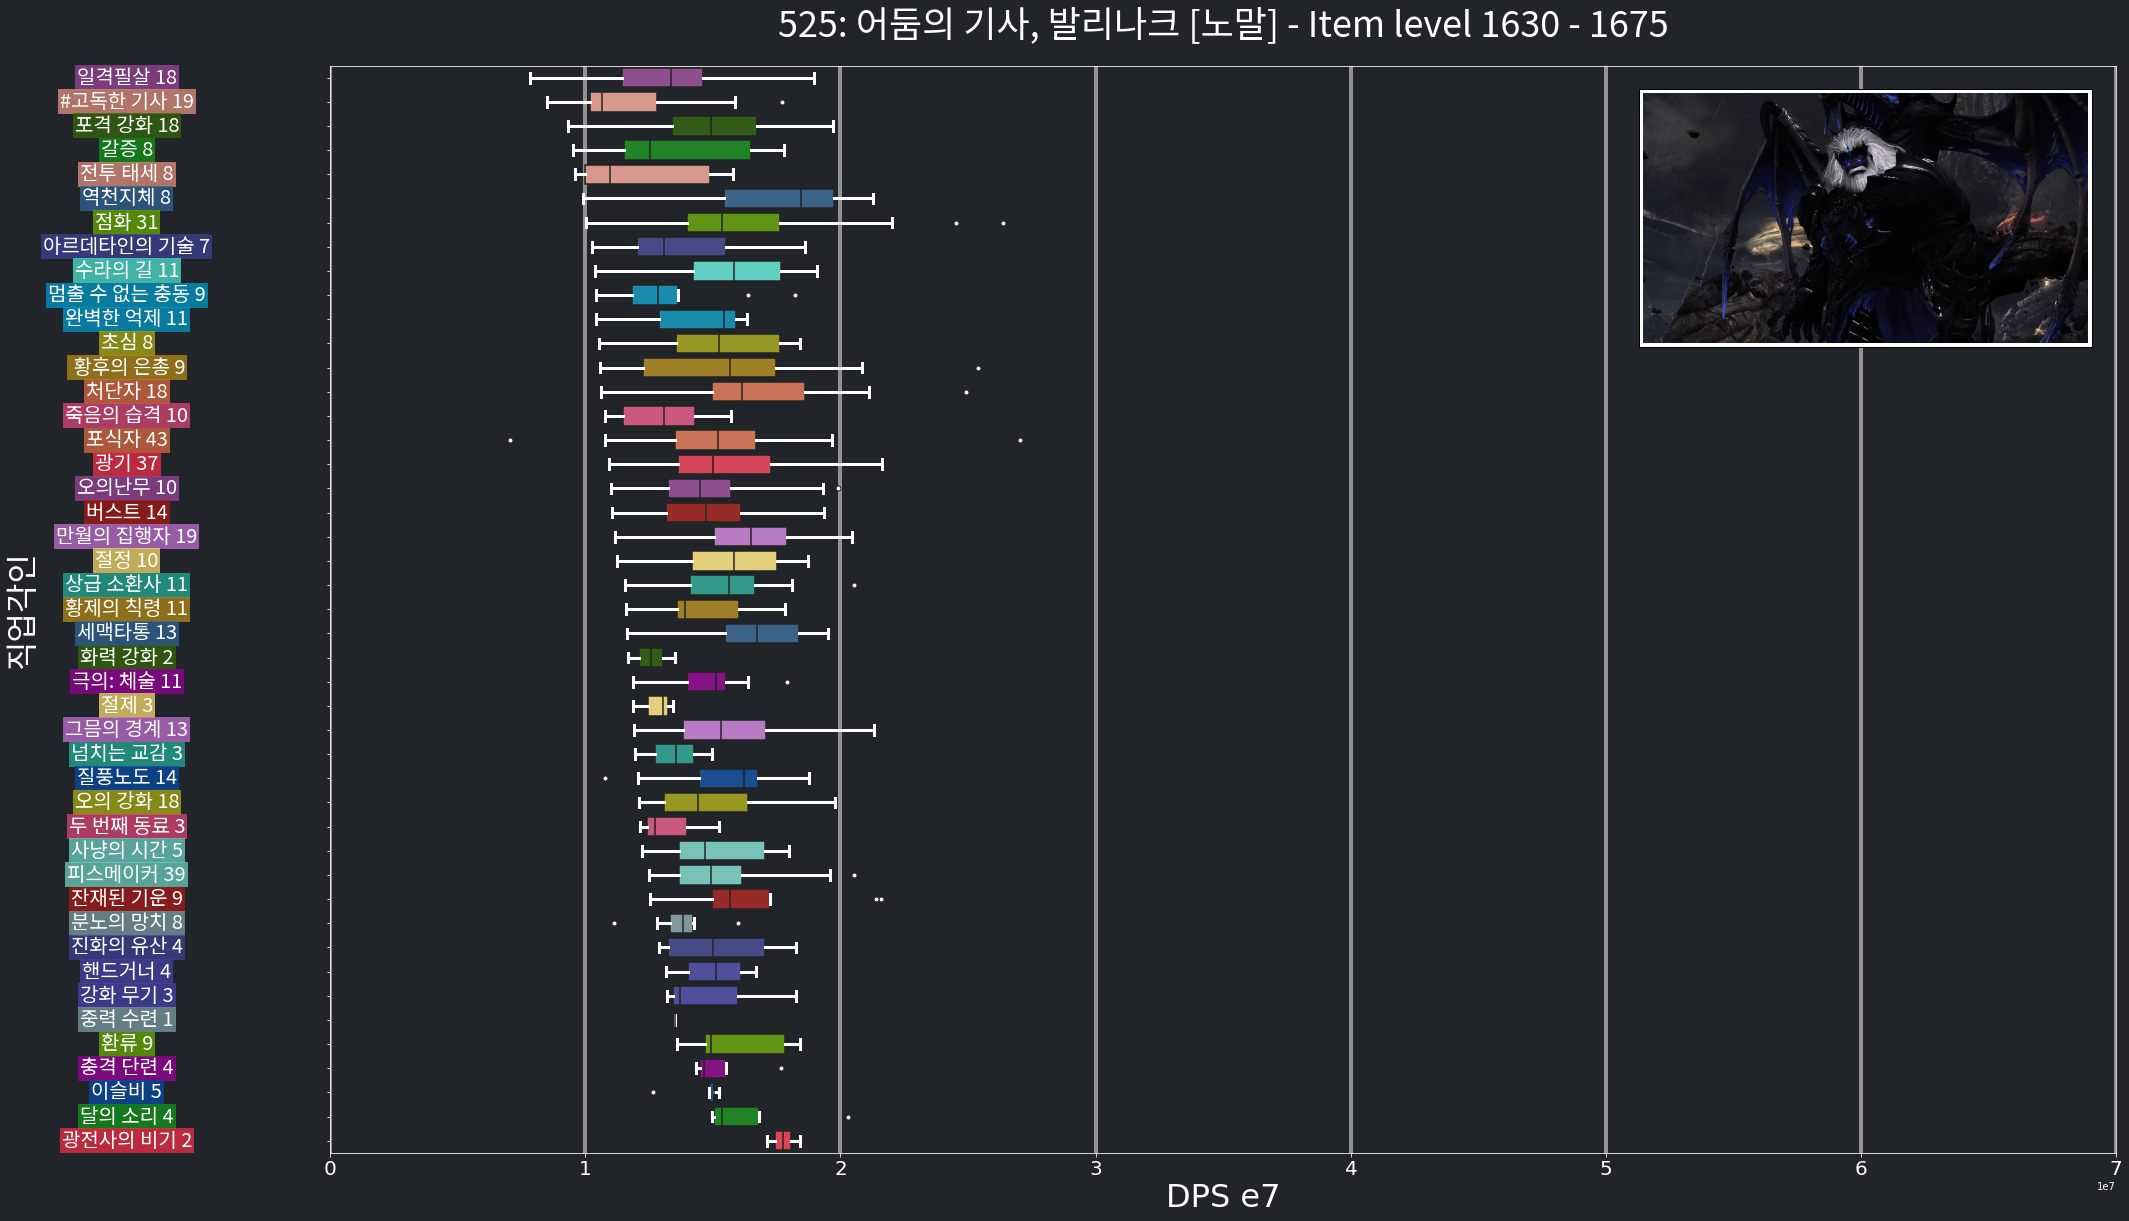 525: 어둠의 기사, 발리나크 [노말] - Item level 1630 - 1675
일격필살 18
#고독한 기사 19
포격 강화 18
갈증 8
전투 태세 8
역천지체 8
점화 31
아르데타인의 기술 7
수라의 길 11
멈출 수 없는 충동 9
완벽한 억제 11
초심 8
황후의 은총 9
처단자 18
죽음의 습격 10
포식자 43
광기 37
오의난무 10
버스트 14
만월의 집행자 19
절정 10
상급 소환사 11
황제의 칙령 11
세맥타통 13
화력 강화 2
극의: 체술 11
절제 3
그믐의 경계 13
넘치는 교감 3
질풍노도 14
오의 강화 18
두 번째 동료 3
사냥의 시간 5
피스메이커 39
잔재된 기운 9
분노의 망치 8
진화의 유산 4
핸드거너 4
강화 무기 3
중력 수련 1
환류 9
충격 단련 4
이슬비 5
달의 소리 4
광전사의 비기 2
직업각인
0 1 2 3 4 5 6 7
1e7
DPS e7